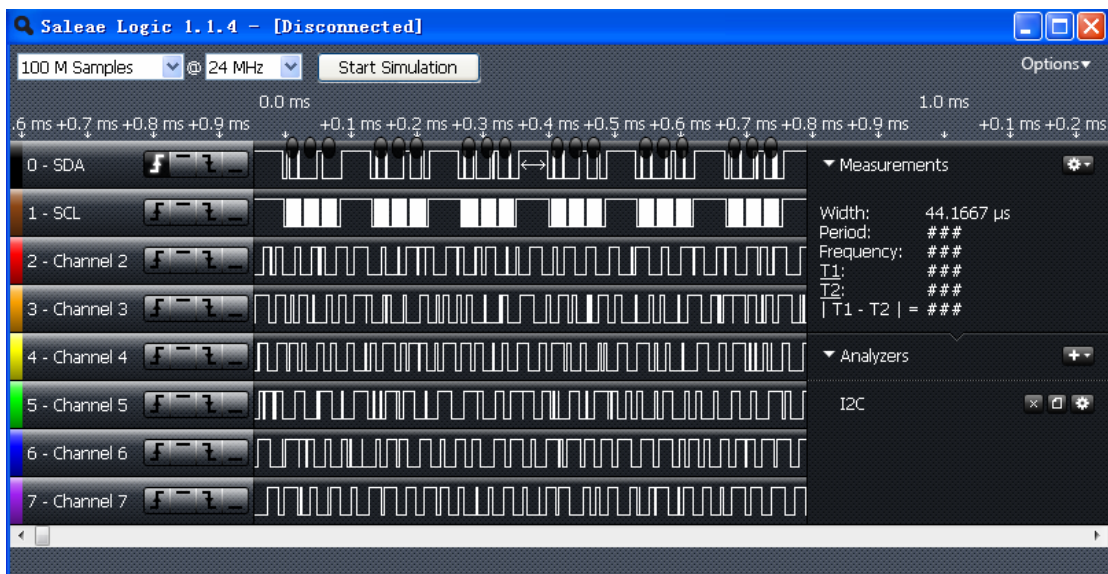 Saleae Logic 1.1.4 - [Disconnected]
100 M Samples @ 24 MHz Start Simulation Options▾
0.0 ms 1.0 ms
.6 ms +0.7 ms +0.8 ms +0.9 ms +0.1 ms +0.2 ms +0.3 ms +0.4 ms +0.5 ms +0.6 ms +0.7 ms +0.8 ms +0.9 ms +0.1 ms +0.2 ms
0 - SDA
1 - SCL
2 - Channel 2
3 - Channel 3
4 - Channel 4
5 - Channel 5
6 - Channel 6
7 - Channel 7
▾ Measurements
Width: 44.1667 µs
Period: ###
Frequency: ###
T1: ###
T2: ###
| T1 - T2 | = ###
▾ Analyzers
I2C